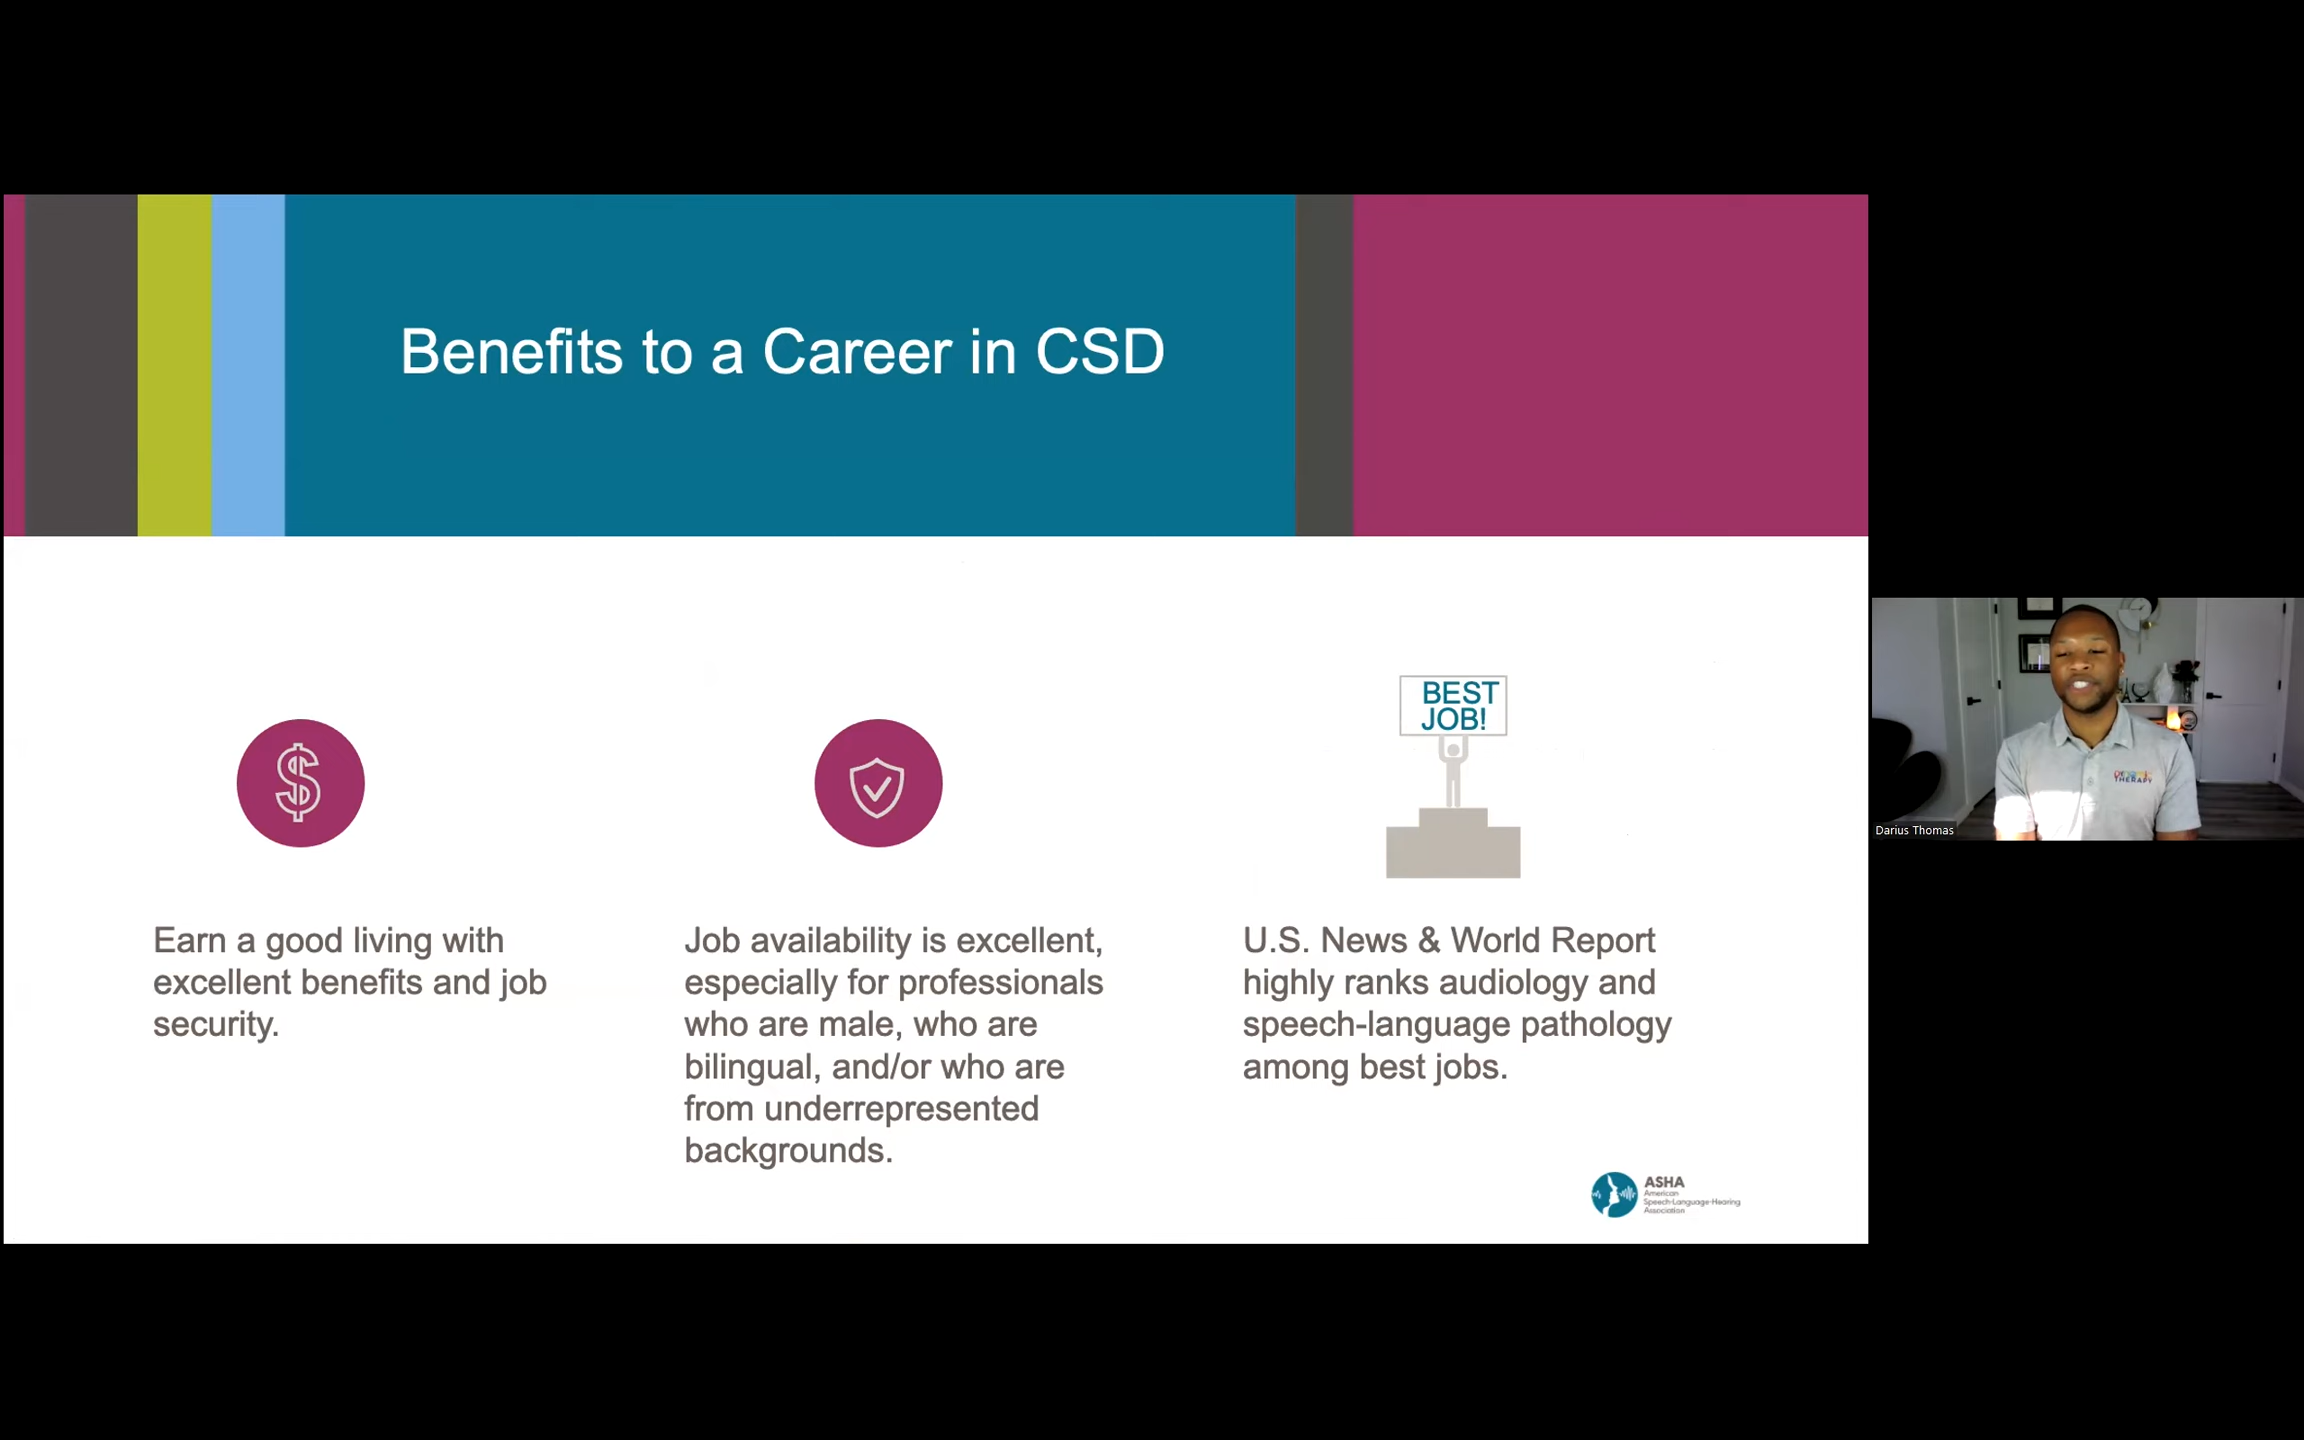 Benefits to a Career in CSD
BEST
JOB!
Earn a good living with
excellent benefits and job
security.
Job availability is excellent,
especially for professionals
who are male, who are
bilingual, and/or who are
from underrepresented
backgrounds.
U.S. News & World Report
highly ranks audiology and
speech-language pathology
among best jobs.
ASHA
American
Speech-Language-Hearing
Association
THERAPY
Darius Thomas